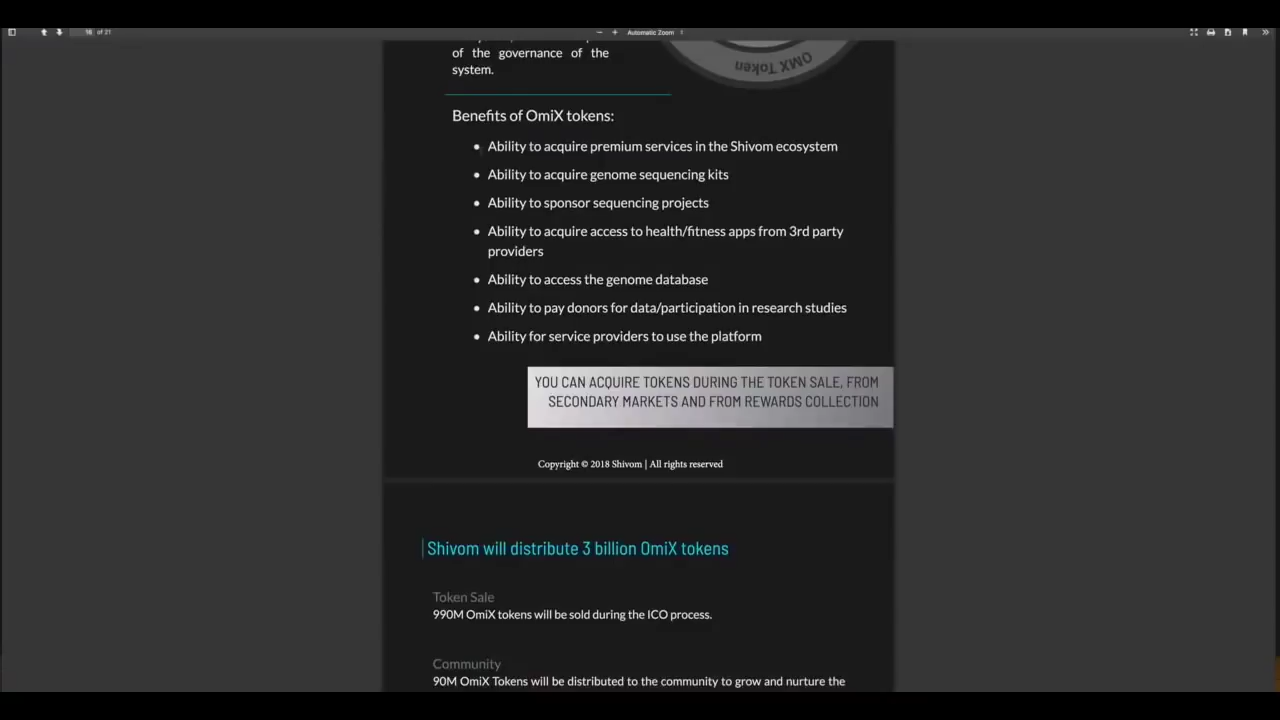 16 of 21
Automatic Zoom
of the governance of the
system.
OMX Token
Benefits of OmiX tokens:
• Ability to acquire premium services in the Shivom ecosystem
• Ability to acquire genome sequencing kits
• Ability to sponsor sequencing projects
• Ability to acquire access to health/fitness apps from 3rd party
providers
• Ability to access the genome database
• Ability to pay donors for data/participation in research studies
• Ability for service providers to use the platform
YOU CAN ACQUIRE TOKENS DURING THE TOKEN SALE, FROM
SECONDARY MARKETS AND FROM REWARDS COLLECTION
Copyright © 2018 Shivom | All rights reserved
Shivom will distribute 3 billion OmiX tokens
Token Sale
990M OmiX tokens will be sold during the ICO process.
Community
90M OmiX Tokens will be distributed to the community to grow and nurture the